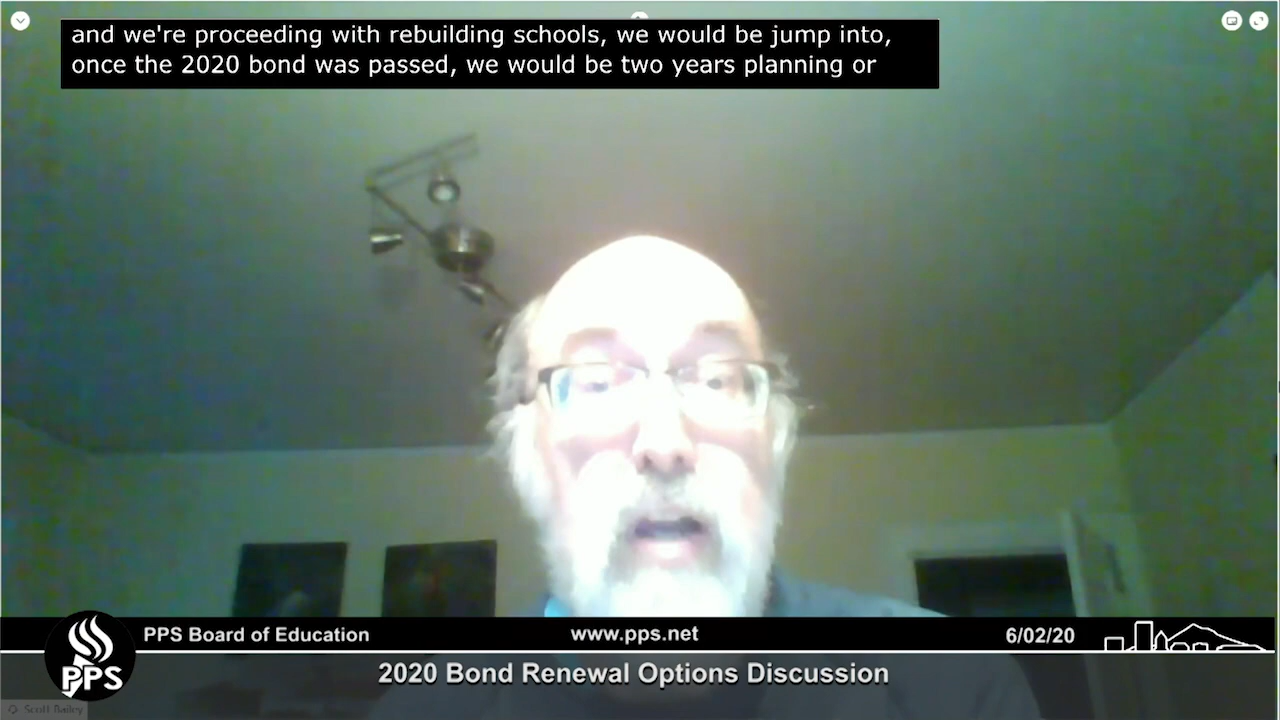 and we're proceeding with rebuilding schools, we would be jump into,
once the 2020 bond was passed, we would be two years planning or
PPS Board of Education
www.pps.net
6/02/20
PPS
2020 Bond Renewal Options Discussion
Scott Bailey